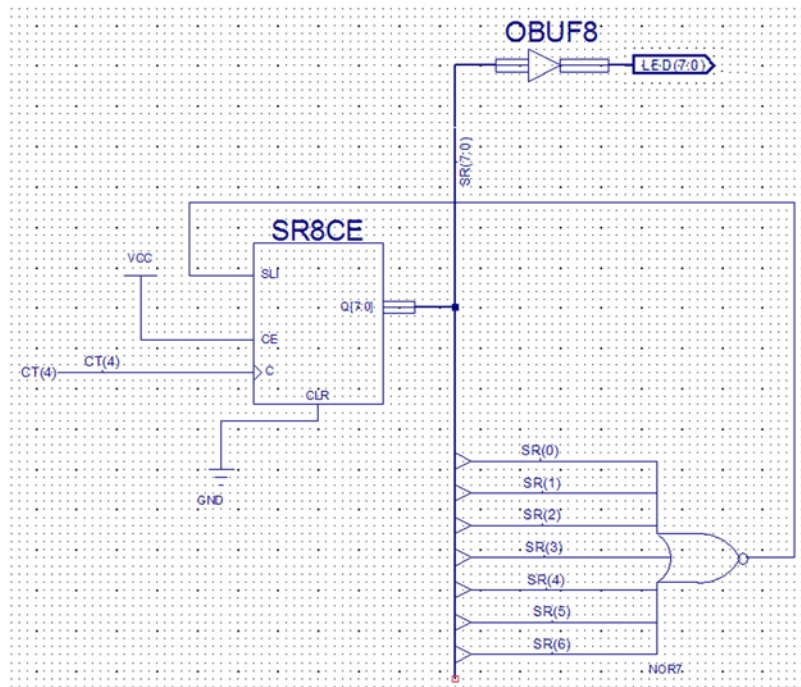 OBUF8
LED(7:0)
SR(7:0)
SR8CE
VCC
SLI
Q[7:0]
CE
CT(4)
CT(4)
C
CLR
GND
SR(0)
SR(1)
SR(2)
SR(3)
SR(4)
SR(5)
SR(6)
NOR7